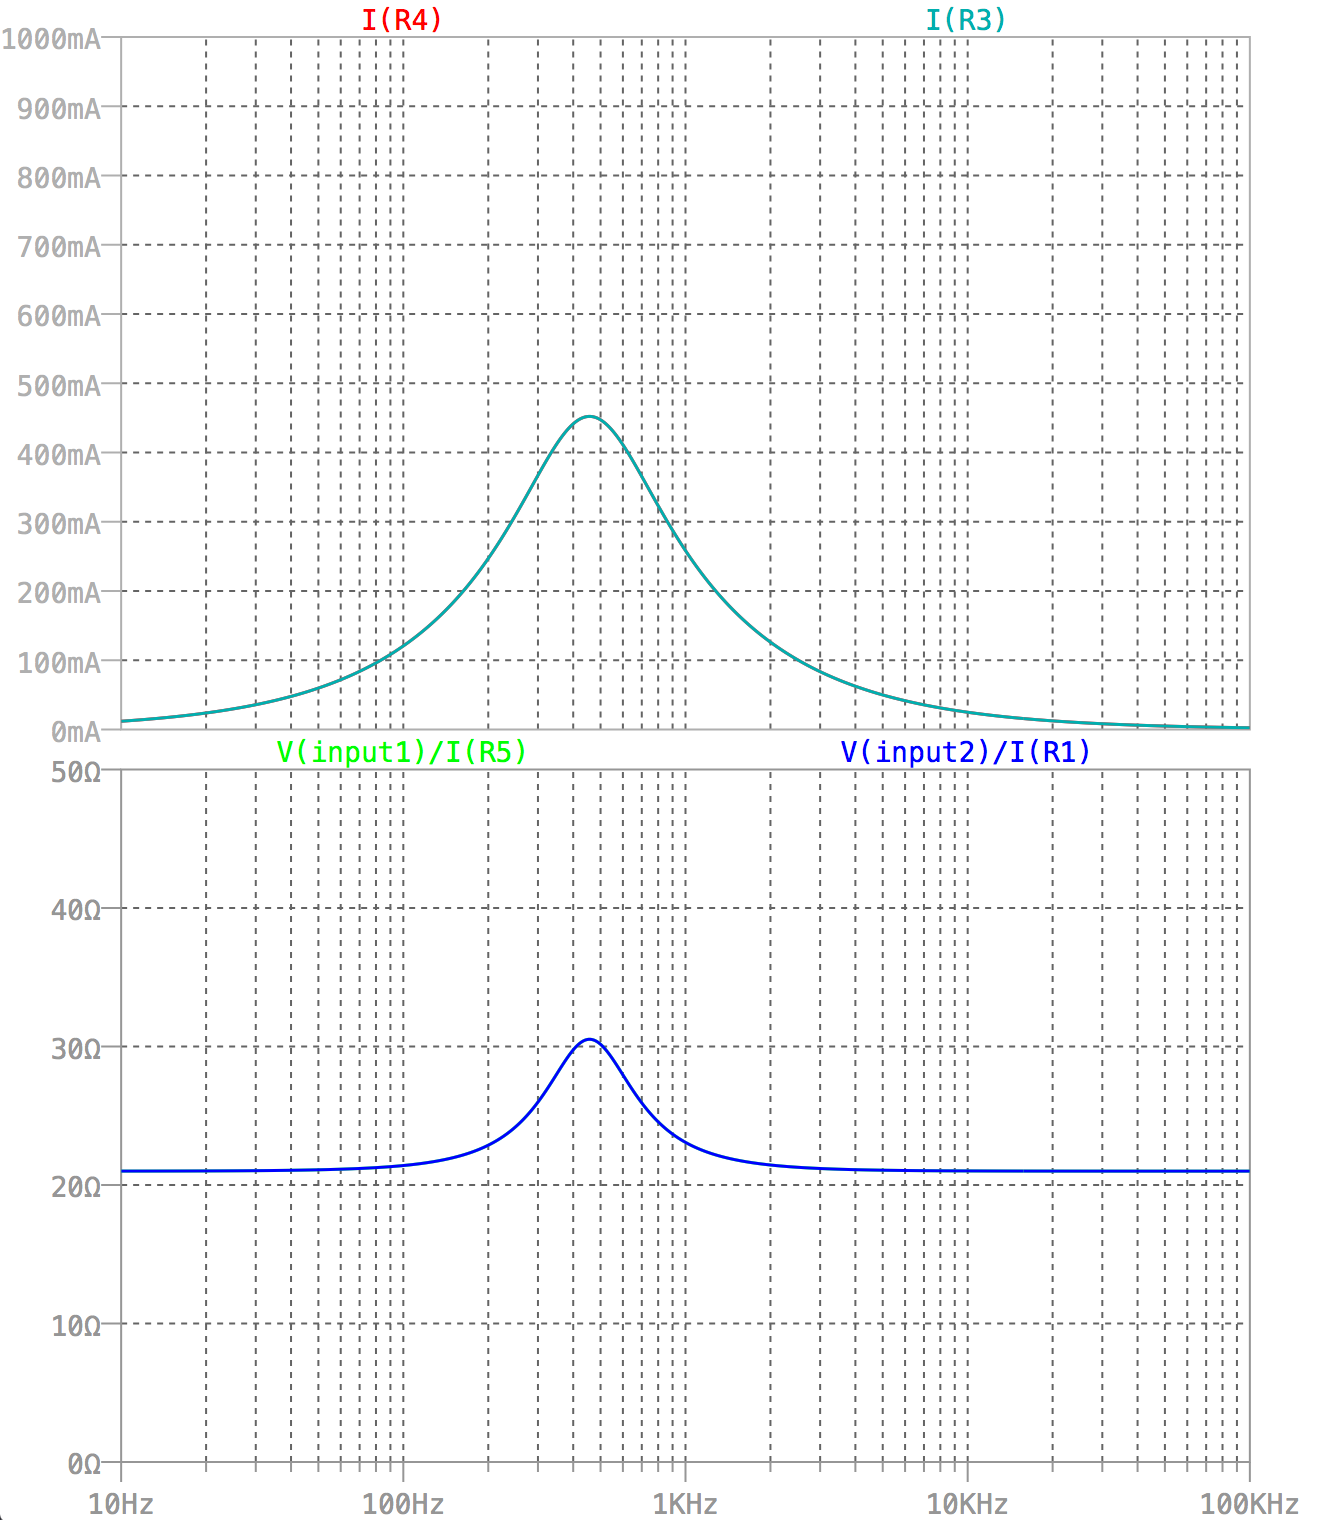 I(R4) I(R3)
1000mA
900mA
800mA
700mA
600mA
500mA
400mA
300mA
200mA
100mA
0mA
V(input1)/I(R5) V(input2)/I(R1)
50Ω
40Ω
30Ω
20Ω
10Ω
0Ω
10Hz 100Hz 1KHz 10KHz 100KHz